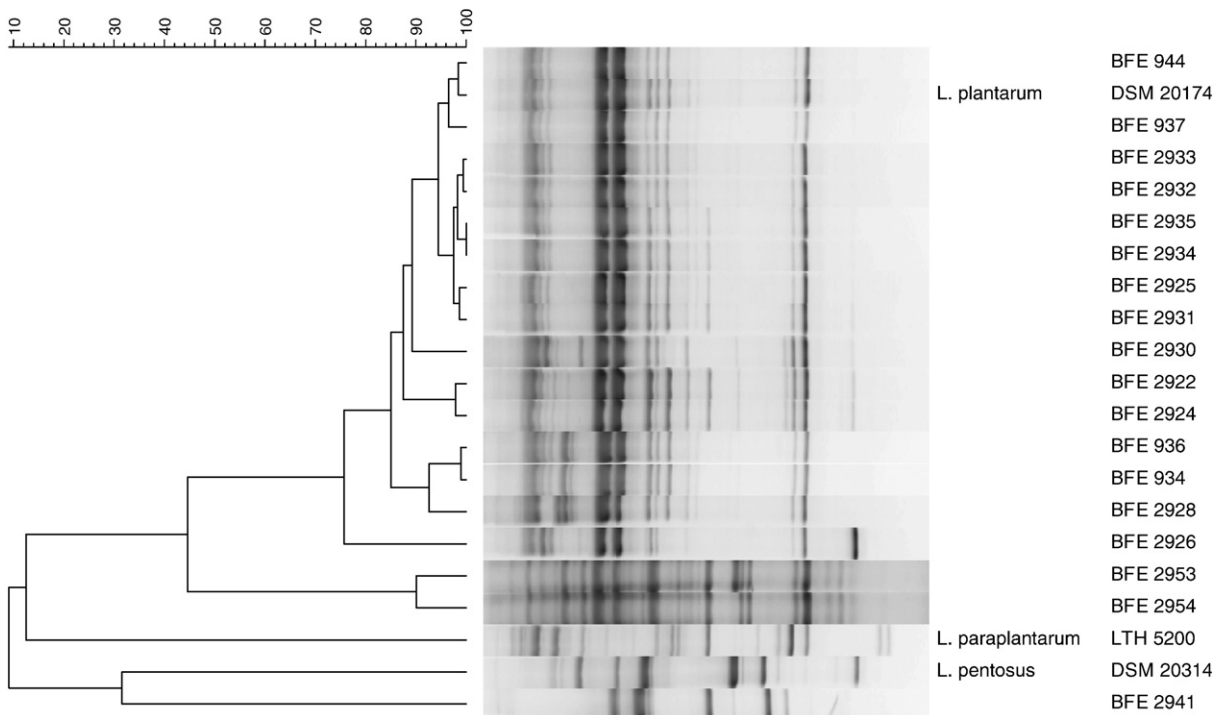 10 20 30 40 50 60 70 80 90 100
BFE 944
L. plantarum DSM 20174
BFE 937
BFE 2933
BFE 2932
BFE 2935
BFE 2934
BFE 2925
BFE 2931
BFE 2930
BFE 2922
BFE 2924
BFE 936
BFE 934
BFE 2928
BFE 2926
BFE 2953
BFE 2954
L. paraplantarum LTH 5200
L. pentosus DSM 20314
BFE 2941